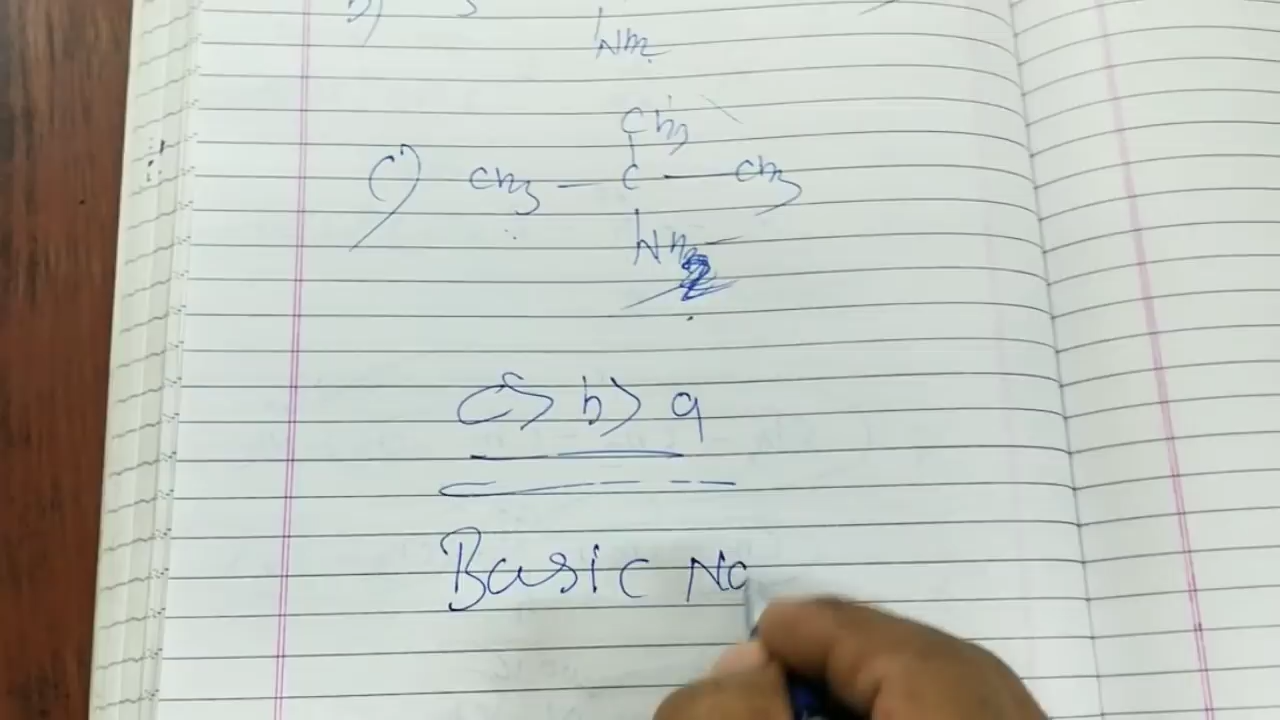 b)
NH2
CH3
C) CH3 — C — CH3
NH2
C > b > a
Basic Na